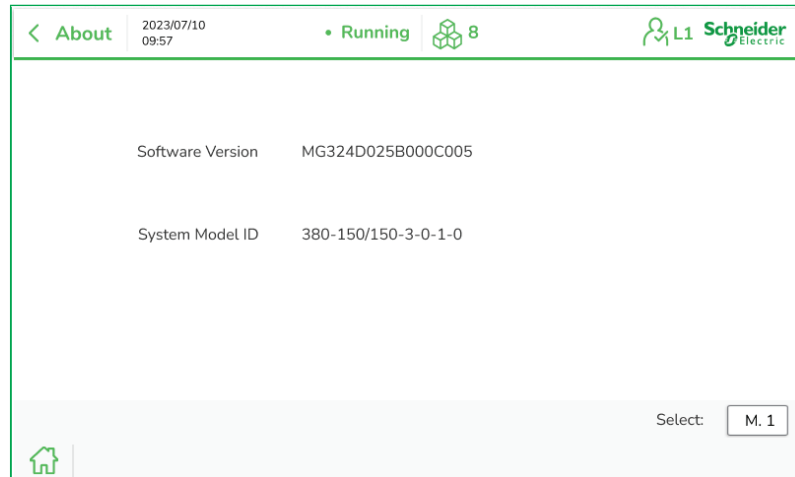 About
2023/07/10
09:57
• Running
8
L1
Schneider
Electric
Software Version MG324D025B000C005
System Model ID 380-150/150-3-0-1-0
Select: M. 1